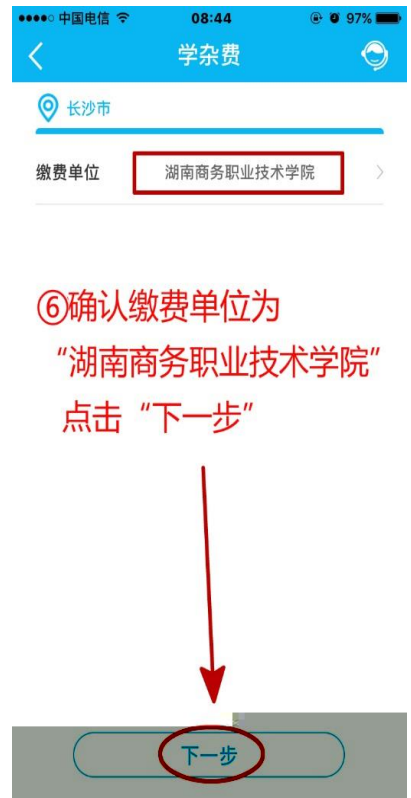 中国电信 08:44 97%
学杂费
长沙市
缴费单位 湖南商务职业技术学院
⑥确认缴费单位为
“湖南商务职业技术学院”
点击“下一步”
下一步